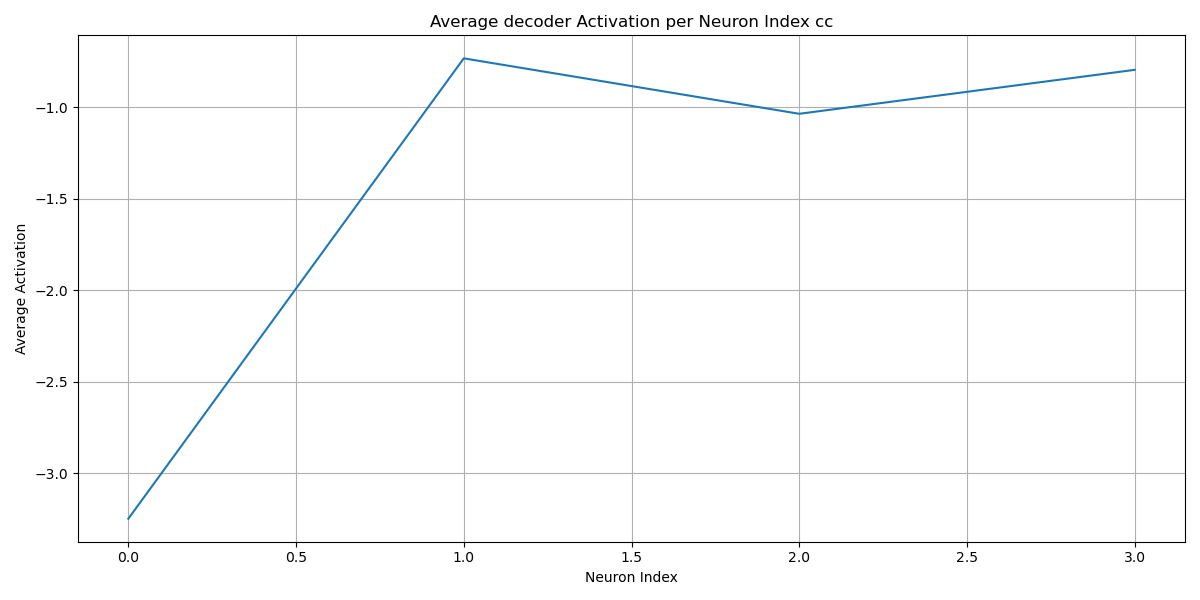 Average decoder Activation per Neuron Index cc
Average Activation
−1.0
−1.5
−2.0
−2.5
−3.0
0.0 0.5 1.0 1.5 2.0 2.5 3.0
Neuron Index